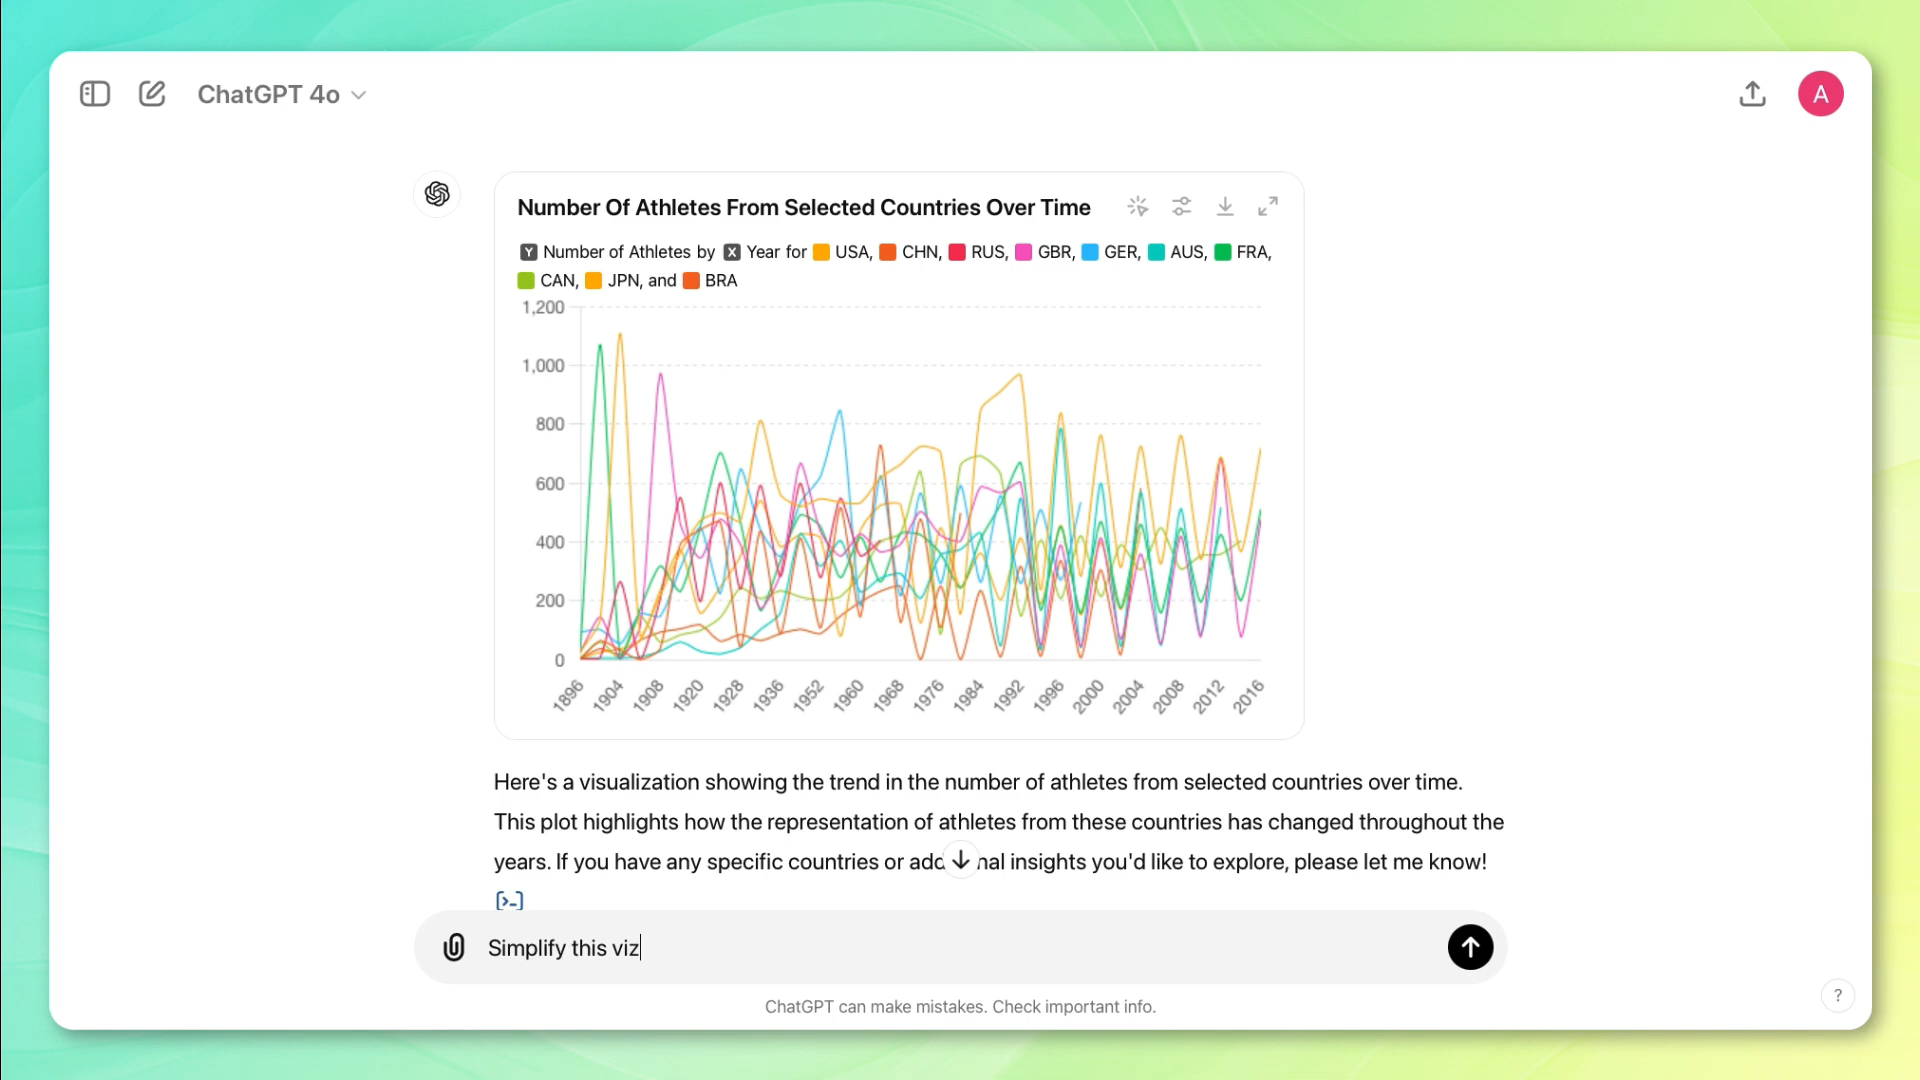 ChatGPT 4o
A
Number Of Athletes From Selected Countries Over Time
Y Number of Athletes by X Year for USA, CHN, RUS, GBR, GER, AUS, FRA,
CAN, JPN, and BRA
1,200
1,000
800
600
400
200
0
1896 1904 1908 1920 1928 1936 1952 1960 1968 1976 1984 1992 1996 2000 2004 2008 2012 2016
Here's a visualization showing the trend in the number of athletes from selected countries over time.
This plot highlights how the representation of athletes from these countries has changed throughout the
years. If you have any specific countries or add nal insights you'd like to explore, please let me know!
[>-]
Simplify this viz
ChatGPT can make mistakes. Check important info.
?